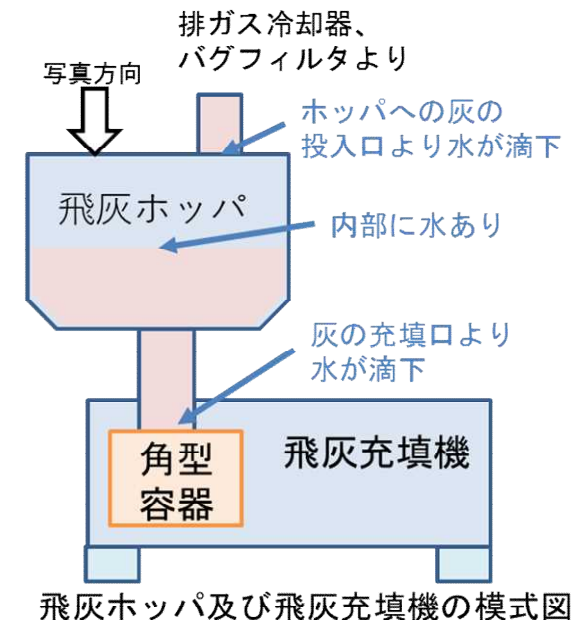 排ガス冷却器、
バグフィルタより
写真方向
ホッパへの灰の
投入口より水が滴下
飛灰ホッパ
内部に水あり
灰の充填口より
水が滴下
角型
容器
飛灰充填機
飛灰ホッパ及び飛灰充填機の模式図